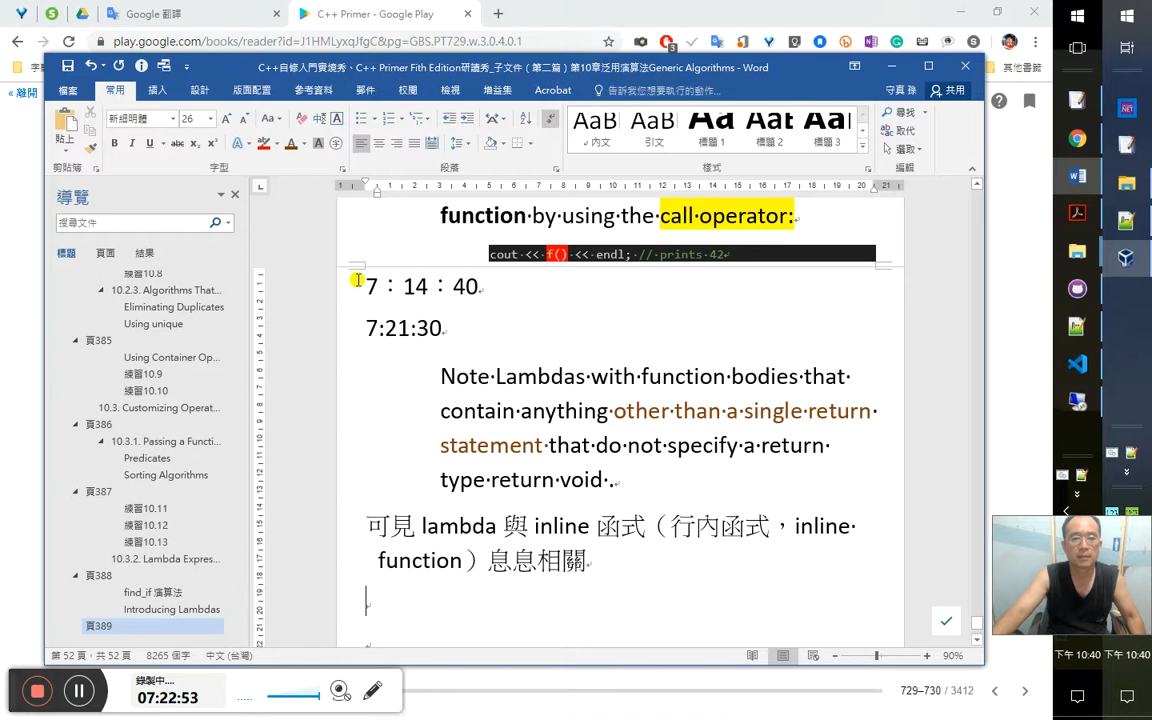 Google 翻譯
C++ Primer - Google Play
play.google.com/books/reader?id=J1HMLyxqJfgC&pg=GBS.PT729.w.3.0.4.0.1
其他書籤
« 離開
C++自修入門實境秀、C++ Primer Fith Edition研讀秀_子文件（第二篇）第10章泛用演算法Generic Algorithms - Word
檔案 常用 插入 設計 版面配置 參考資料 郵件 校閱 檢視 增益集 Acrobat 告訴我您想要執行的動作... 守真 孫 共用
貼上
新細明體 26
AaB AaB AaB AaB AaB
內文 引文 標題 1 標題 2 標題 3
尋找
取代
選取
剪貼簿 字型 段落 樣式 編輯
導覽
搜尋文件
標題 頁面 結果
練習10.8
10.2.3. Algorithms That...
Eliminating Duplicates
Using unique
頁385
Using Container Op...
練習10.9
練習10.10
10.3. Customizing Operat...
頁386
10.3.1. Passing a Functi...
Predicates
Sorting Algorithms
頁387
練習10.11
練習10.12
練習10.13
10.3.2. Lambda Expres...
頁388
find_if 演算法
Introducing Lambdas
頁389
function by using the call operator:
cout << f() << endl; // prints 42
7：14：40
7:21:30
Note Lambdas with function bodies that
contain anything other than a single return
statement that do not specify a return
type return void .
可見 lambda 與 inline 函式（行內函式，inline
function）息息相關
第 52 頁，共 52 頁 8265 個字 中文 (台灣) 90%
錄製中...
07:22:53
729–730 / 3412
下午 10:40 下午 10:40